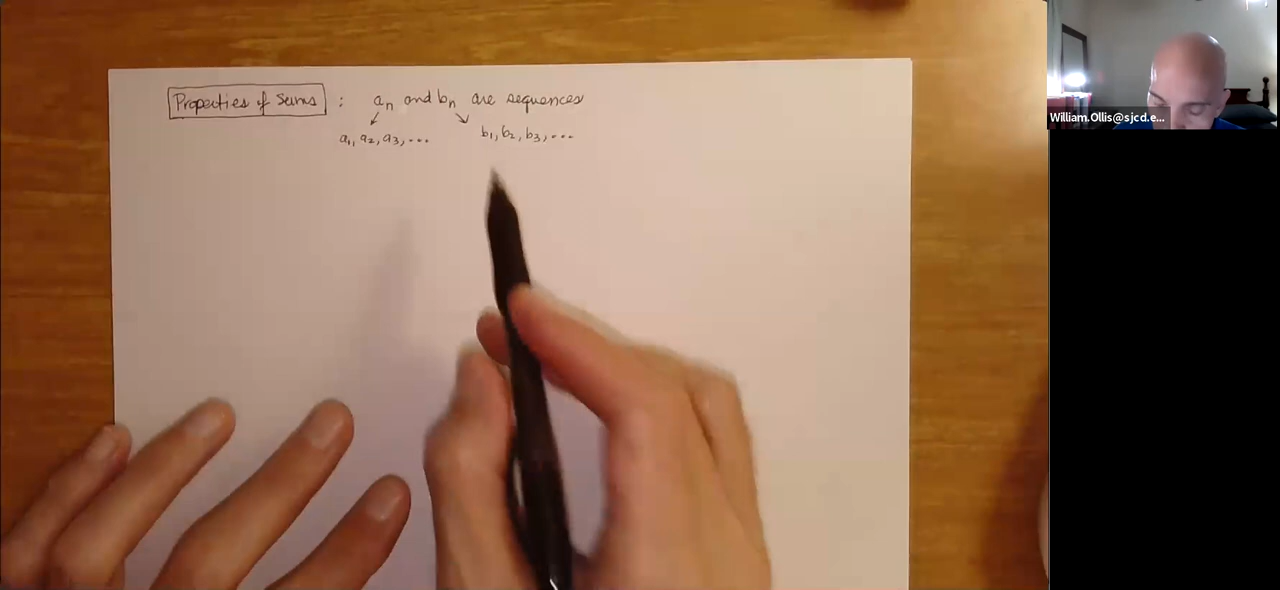 Properties of Sums : aₙ and bₙ are sequences
a₁, a₂, a₃, ... b₁, b₂, b₃, ...
William.Ollis@sjcd.e...